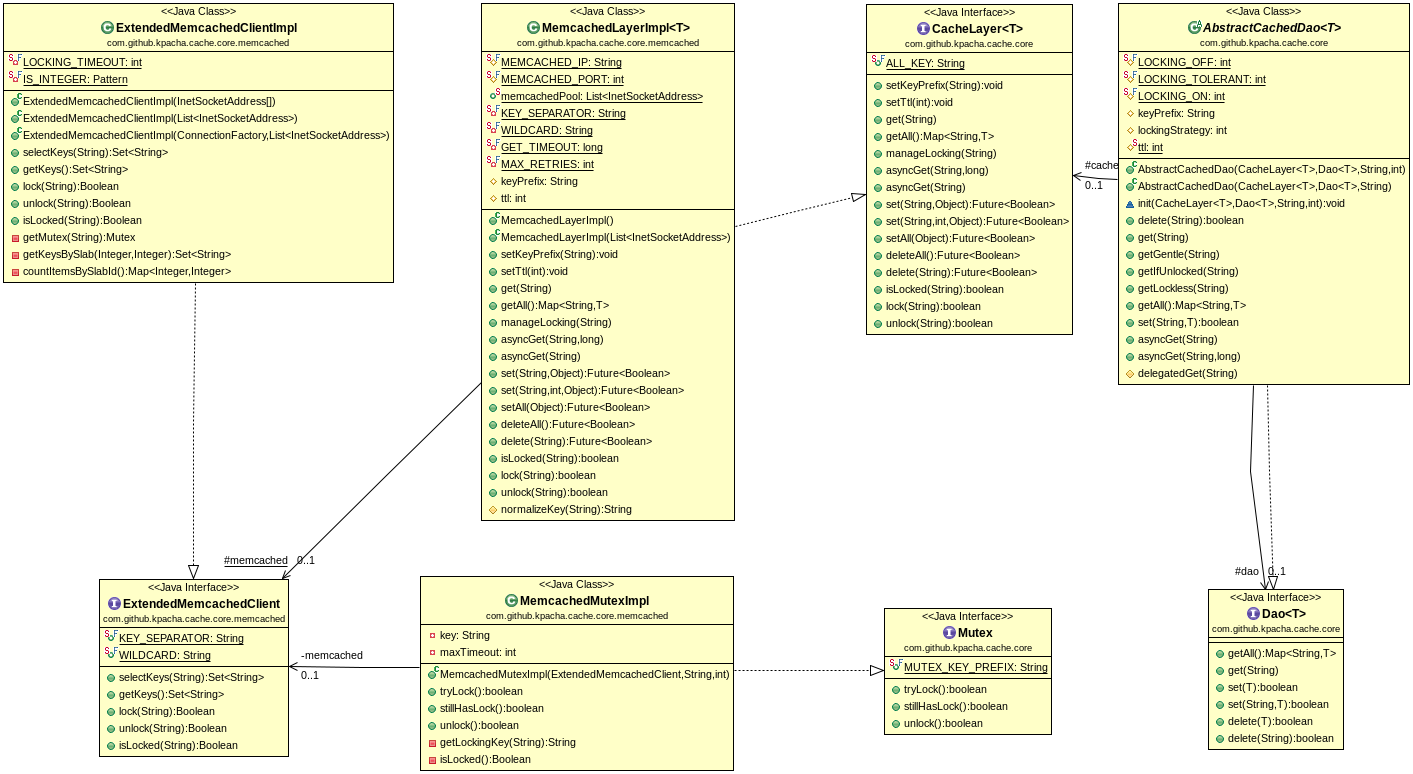 <<Java Class>>
ExtendedMemcachedClientImpl
com.github.kpacha.cache.core.memcached
LOCKING_TIMEOUT: int
IS_INTEGER: Pattern
ExtendedMemcachedClientImpl(InetSocketAddress[])
ExtendedMemcachedClientImpl(List<InetSocketAddress>)
ExtendedMemcachedClientImpl(ConnectionFactory,List<InetSocketAddress>)
selectKeys(String):Set<String>
getKeys():Set<String>
lock(String):Boolean
unlock(String):Boolean
isLocked(String):Boolean
getMutex(String):Mutex
getKeysBySlab(Integer,Integer):Set<String>
countItemsBySlabId():Map<Integer,Integer>
<<Java Class>>
MemcachedLayerImpl<T>
com.github.kpacha.cache.core.memcached
MEMCACHED_IP: String
MEMCACHED_PORT: int
memcachedPool: List<InetSocketAddress>
KEY_SEPARATOR: String
WILDCARD: String
GET_TIMEOUT: long
MAX_RETRIES: int
keyPrefix: String
ttl: int
MemcachedLayerImpl()
MemcachedLayerImpl(List<InetSocketAddress>)
setKeyPrefix(String):void
setTtl(int):void
get(String)
getAll():Map<String,T>
manageLocking(String)
asyncGet(String,long)
asyncGet(String)
set(String,Object):Future<Boolean>
set(String,int,Object):Future<Boolean>
setAll(Object):Future<Boolean>
deleteAll():Future<Boolean>
delete(String):Future<Boolean>
isLocked(String):boolean
lock(String):boolean
unlock(String):boolean
normalizeKey(String):String
<<Java Interface>>
CacheLayer<T>
com.github.kpacha.cache.core
ALL_KEY: String
setKeyPrefix(String):void
setTtl(int):void
get(String)
getAll():Map<String,T>
manageLocking(String)
asyncGet(String,long)
asyncGet(String)
set(String,Object):Future<Boolean>
set(String,int,Object):Future<Boolean>
setAll(Object):Future<Boolean>
deleteAll():Future<Boolean>
delete(String):Future<Boolean>
isLocked(String):boolean
lock(String):boolean
unlock(String):boolean
#cache
0..1
<<Java Class>>
AbstractCachedDao<T>
com.github.kpacha.cache.core
LOCKING_OFF: int
LOCKING_TOLERANT: int
LOCKING_ON: int
keyPrefix: String
lockingStrategy: int
ttl: int
AbstractCachedDao(CacheLayer<T>,Dao<T>,String,int)
AbstractCachedDao(CacheLayer<T>,Dao<T>,String)
init(CacheLayer<T>,Dao<T>,String,int):void
delete(String):boolean
get(String)
getGentle(String)
getIfUnlocked(String)
getLockless(String)
getAll():Map<String,T>
set(String,T):boolean
asyncGet(String)
asyncGet(String,long)
delegatedGet(String)
#memcached 0..1
<<Java Interface>>
ExtendedMemcachedClient
com.github.kpacha.cache.core.memcached
KEY_SEPARATOR: String
WILDCARD: String
selectKeys(String):Set<String>
getKeys():Set<String>
lock(String):Boolean
unlock(String):Boolean
isLocked(String):Boolean
-memcached
0..1
<<Java Class>>
MemcachedMutexImpl
com.github.kpacha.cache.core.memcached
key: String
maxTimeout: int
MemcachedMutexImpl(ExtendedMemcachedClient,String,int)
tryLock():boolean
stillHasLock():boolean
unlock():boolean
getLockingKey(String):String
isLocked():Boolean
<<Java Interface>>
Mutex
com.github.kpacha.cache.core
MUTEX_KEY_PREFIX: String
tryLock():boolean
stillHasLock():boolean
unlock():boolean
#dao 0..1
<<Java Interface>>
Dao<T>
com.github.kpacha.cache.core
getAll():Map<String,T>
get(String)
set(T):boolean
set(String,T):boolean
delete(T):boolean
delete(String):boolean